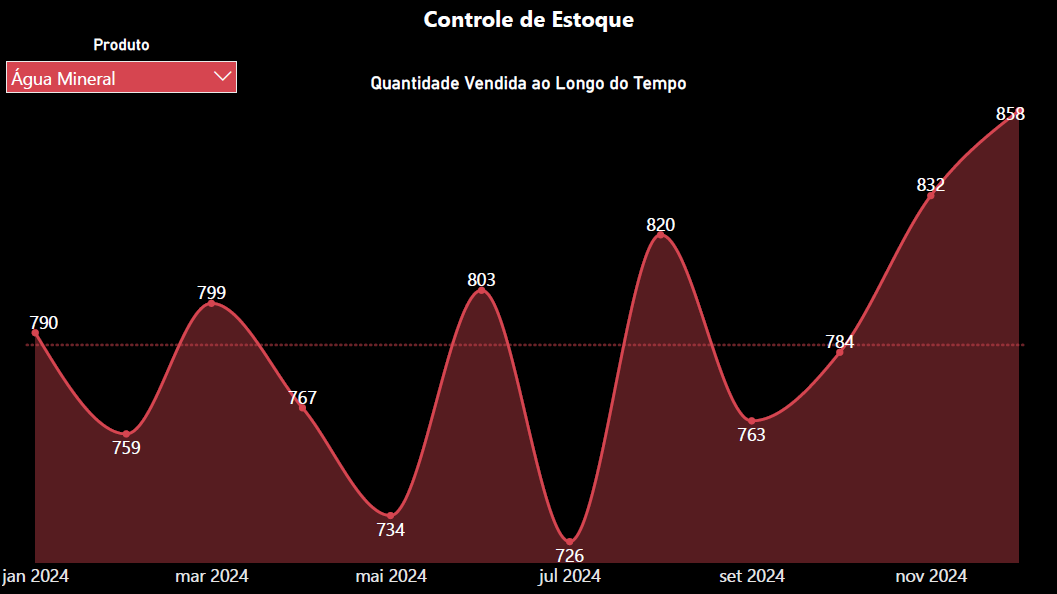 Controle de Estoque
Produto
Água Mineral
Quantidade Vendida ao Longo do Tempo
858
832
820
803
799
790
784
767
759
763
734
726
jan 2024
mar 2024
mai 2024
jul 2024
set 2024
nov 2024